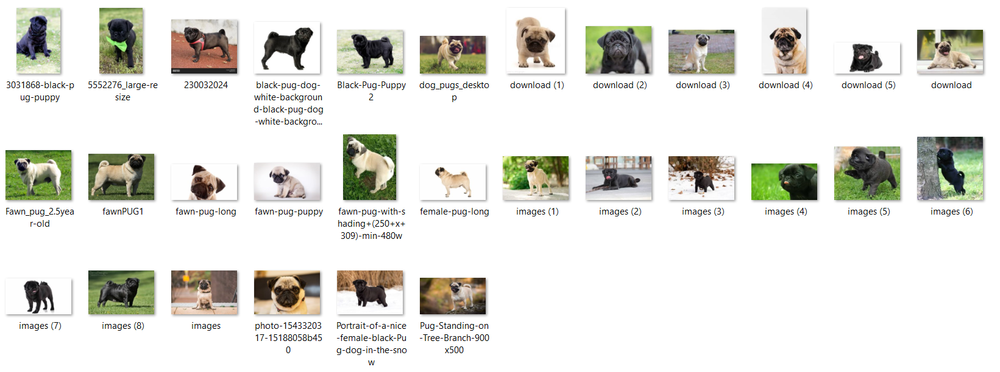 3031868-black-p
ug-puppy
5552276_large-re
size
230032024
black-pug-dog-
white-backgroun
d-black-pug-dog
-white-backgro...
Black-Pug-Puppy
2
dog_pugs_deskto
p
download (1)
download (2)
download (3)
download (4)
download (5)
download
Fawn_pug_2.5yea
r-old
fawnPUG1
fawn-pug-long
fawn-pug-puppy
fawn-pug-with-s
hading+(250+x+
309)-min-480w
female-pug-long
images (1)
images (2)
images (3)
images (4)
images (5)
images (6)
images (7)
images (8)
images
photo-15433203
17-15188058b45
0
Portrait-of-a-nice
-female-black-Pu
g-dog-in-the-sno
w
Pug-Standing-on
-Tree-Branch-900
x500